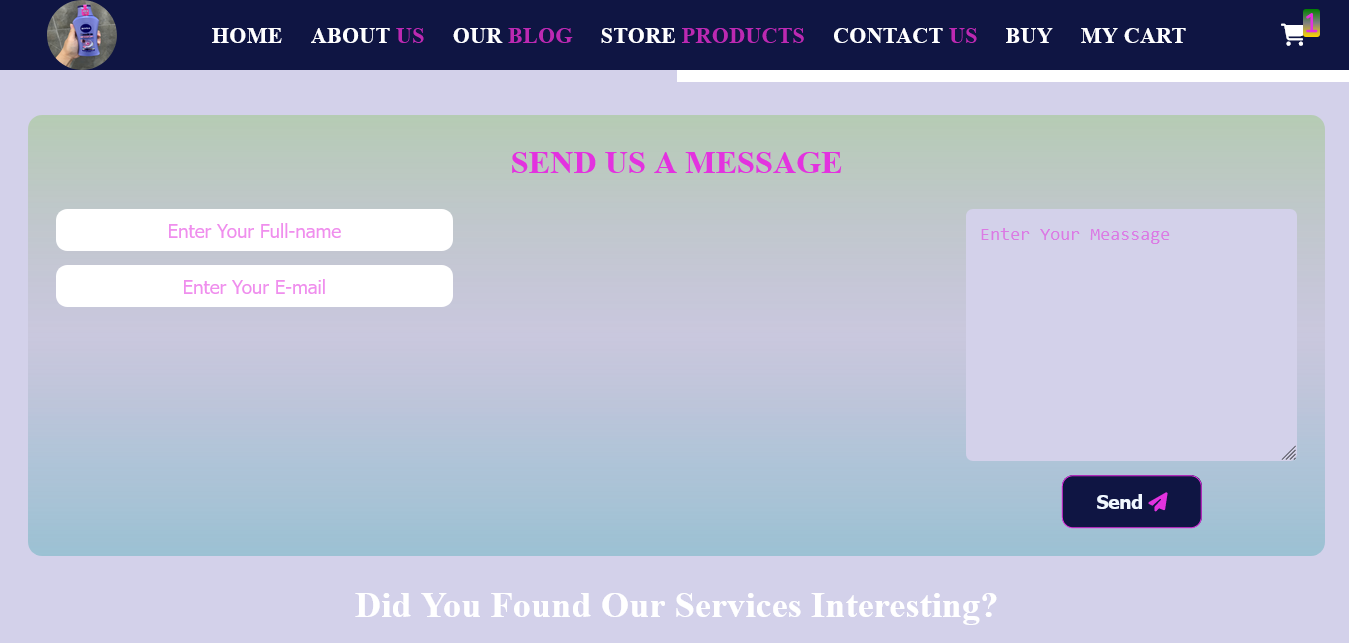 HOME ABOUT US OUR BLOG STORE PRODUCTS CONTACT US BUY MY CART 1
SEND US A MESSAGE
Enter Your Full-name
Enter Your E-mail
Enter Your Meassage
Send
Did You Found Our Services Interesting?